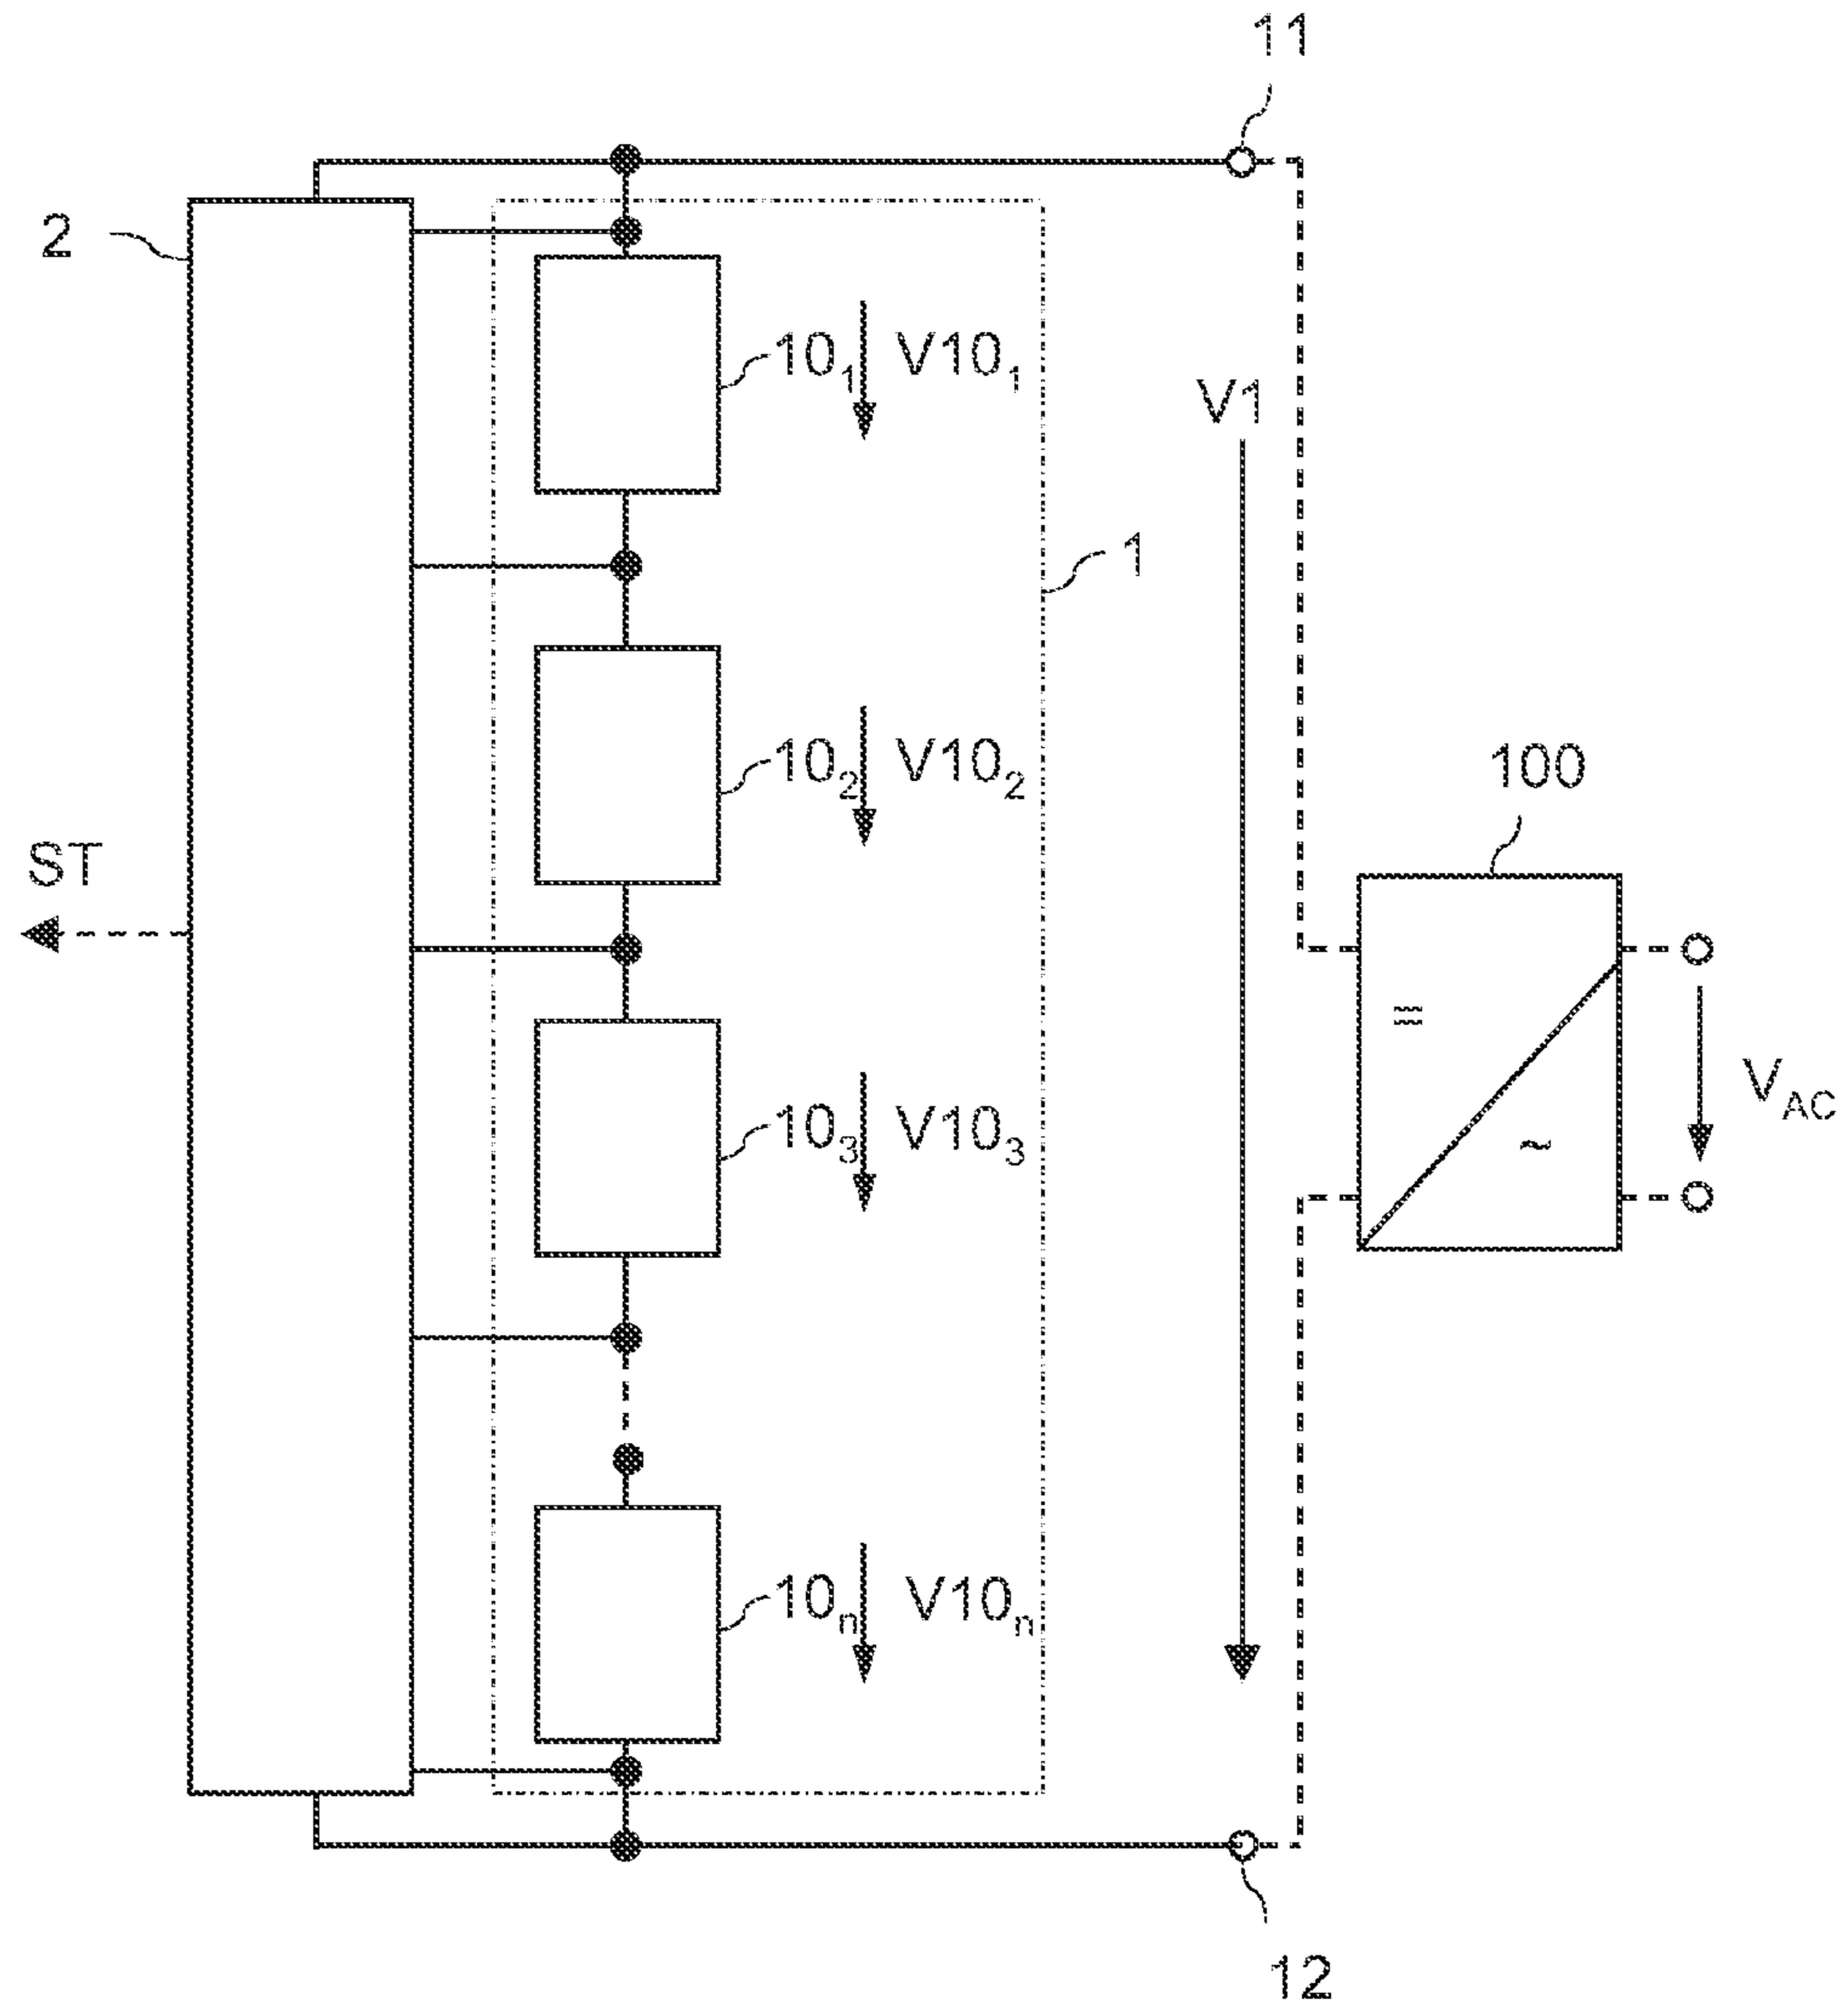 11
2
10₁ V10₁
V1
1
10₂ V10₂
100
ST
=
10₃ V10₃
V_AC
~
10ₙ V10ₙ
12